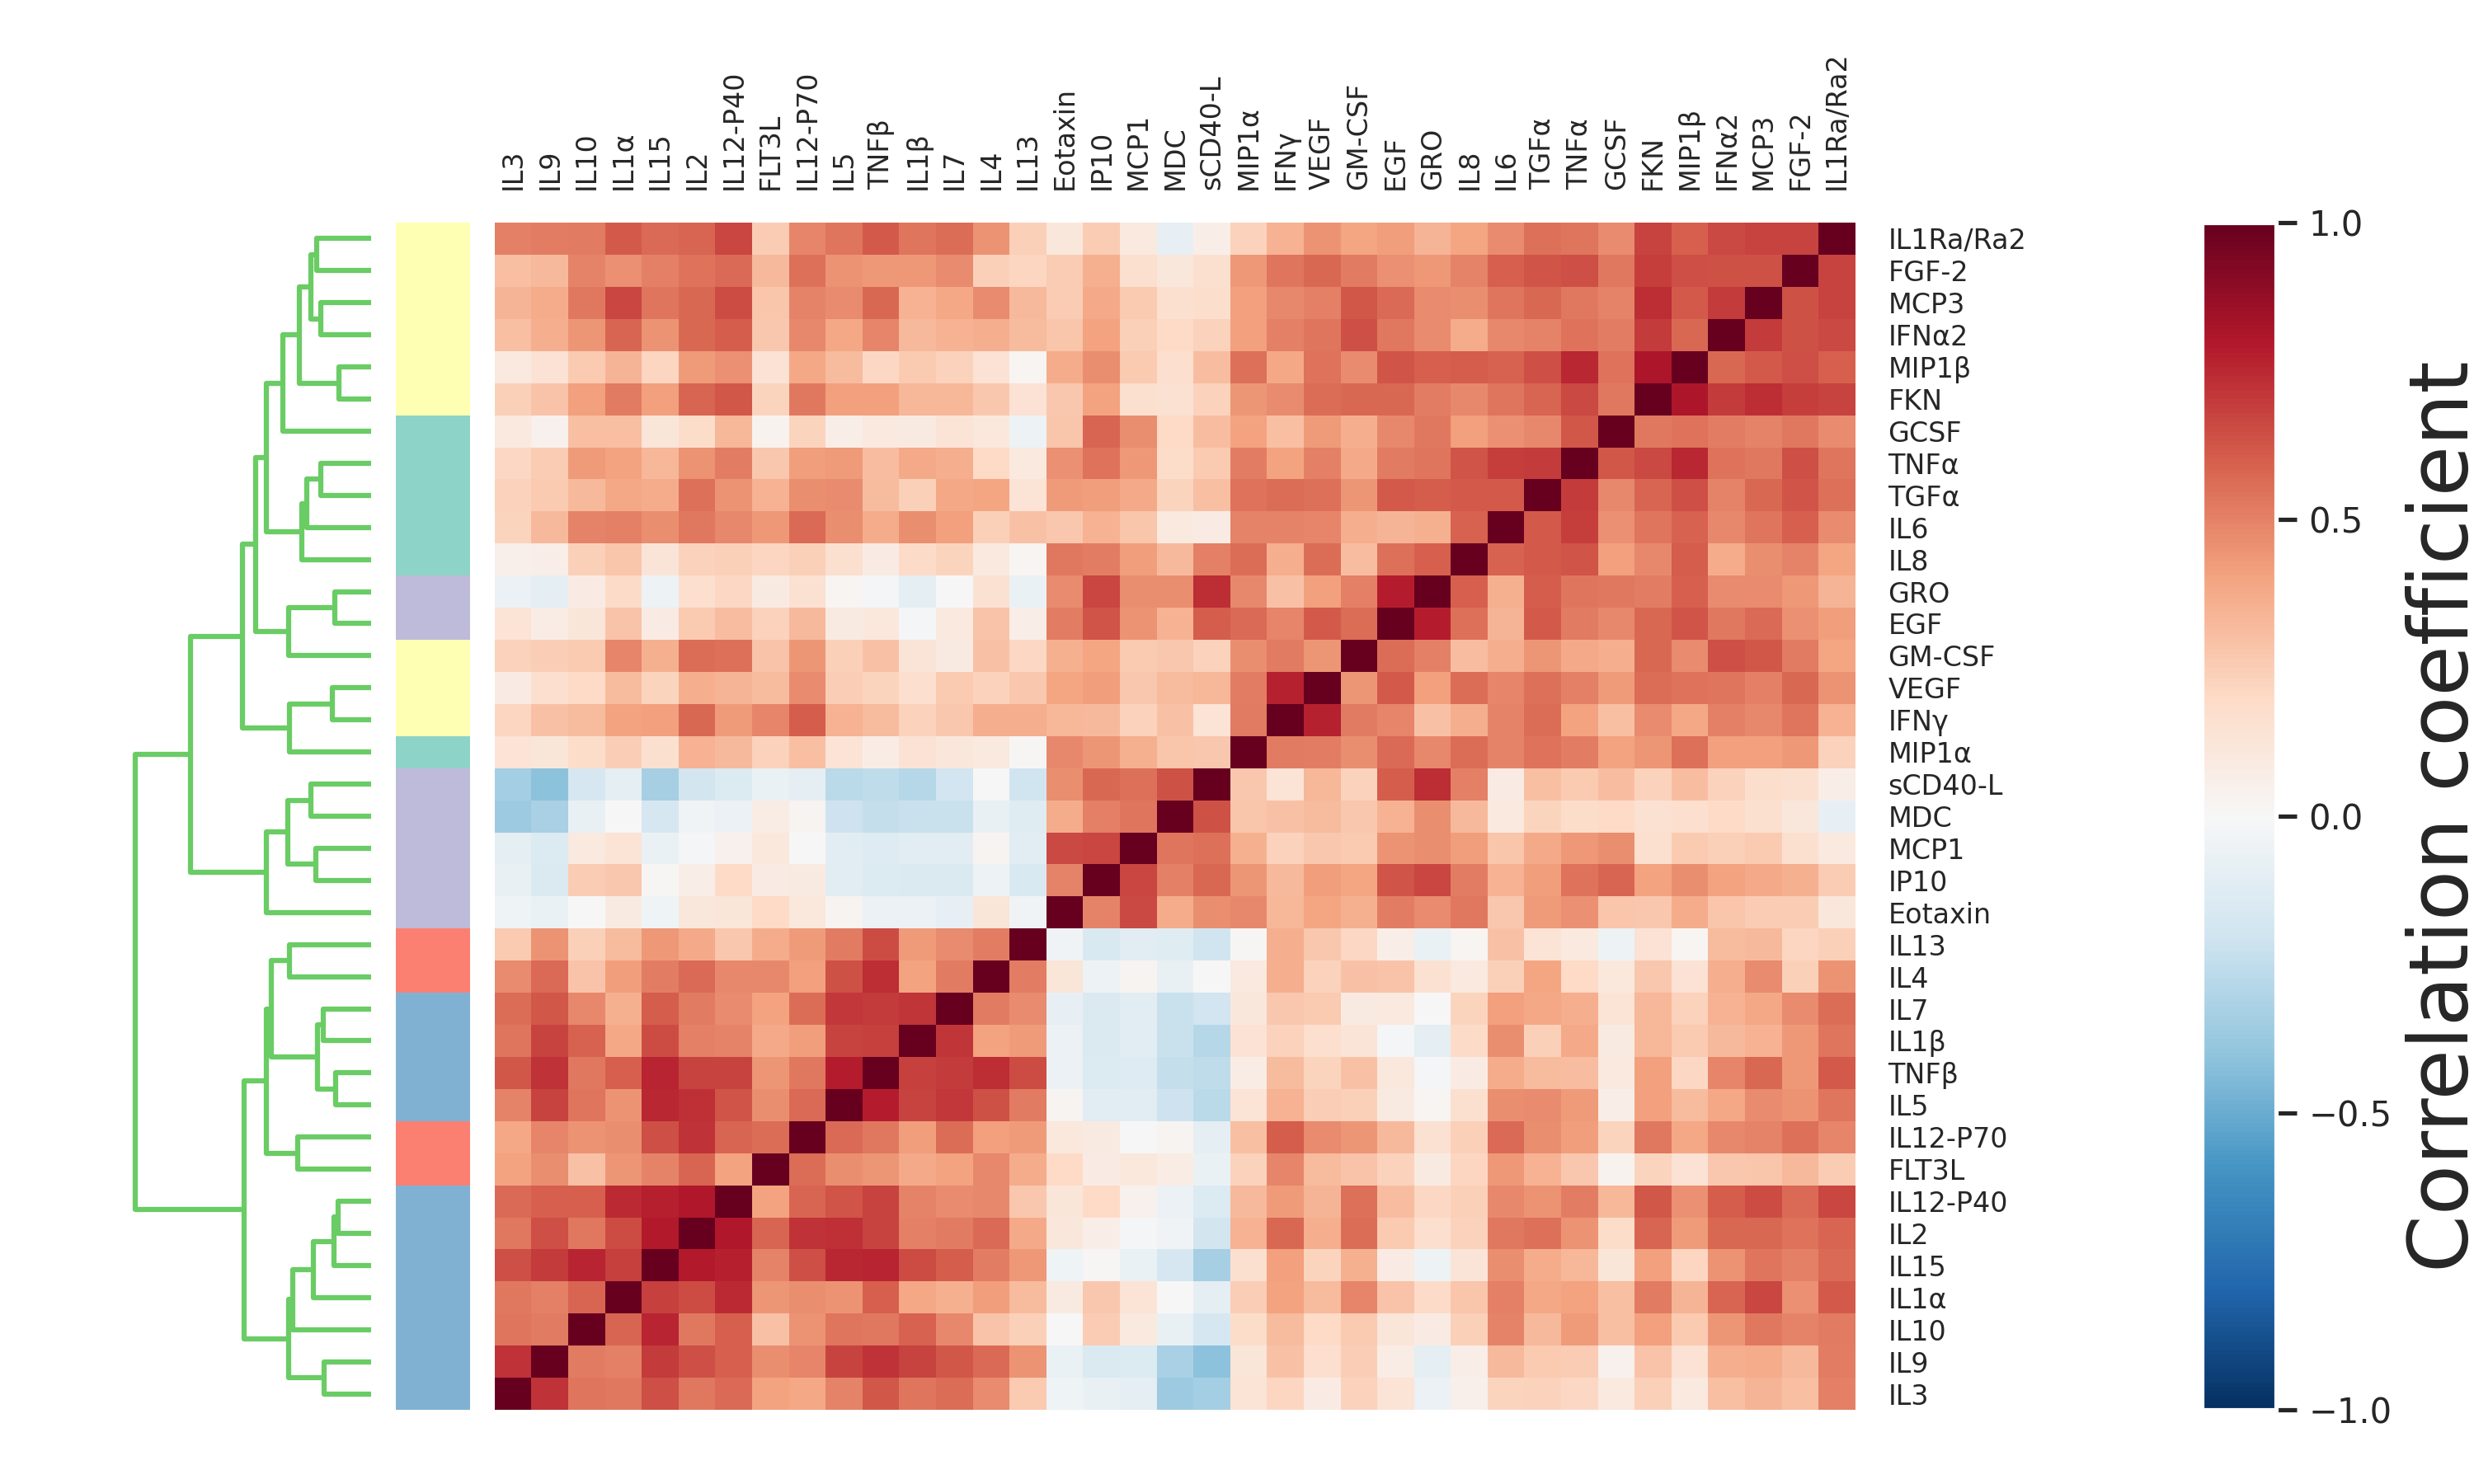 IL3
IL9
IL10
IL1α
IL15
IL2
IL12-P40
FLT3L
IL12-P70
IL5
TNFβ
IL1β
IL7
IL4
IL13
Eotaxin
IP10
MCP1
MDC
sCD40-L
MIP1α
IFNγ
VEGF
GM-CSF
EGF
GRO
IL8
IL6
TGFα
TNFα
GCSF
FKN
MIP1β
IFNα2
MCP3
FGF-2
IL1Ra/Ra2
IL1Ra/Ra2
FGF-2
MCP3
IFNα2
MIP1β
FKN
GCSF
TNFα
TGFα
IL6
IL8
GRO
EGF
GM-CSF
VEGF
IFNγ
MIP1α
sCD40-L
MDC
MCP1
IP10
Eotaxin
IL13
IL4
IL7
IL1β
TNFβ
IL5
IL12-P70
FLT3L
IL12-P40
IL2
IL15
IL1α
IL10
IL9
IL3
1.0
0.5
0.0
−0.5
−1.0
Correlation coefficient